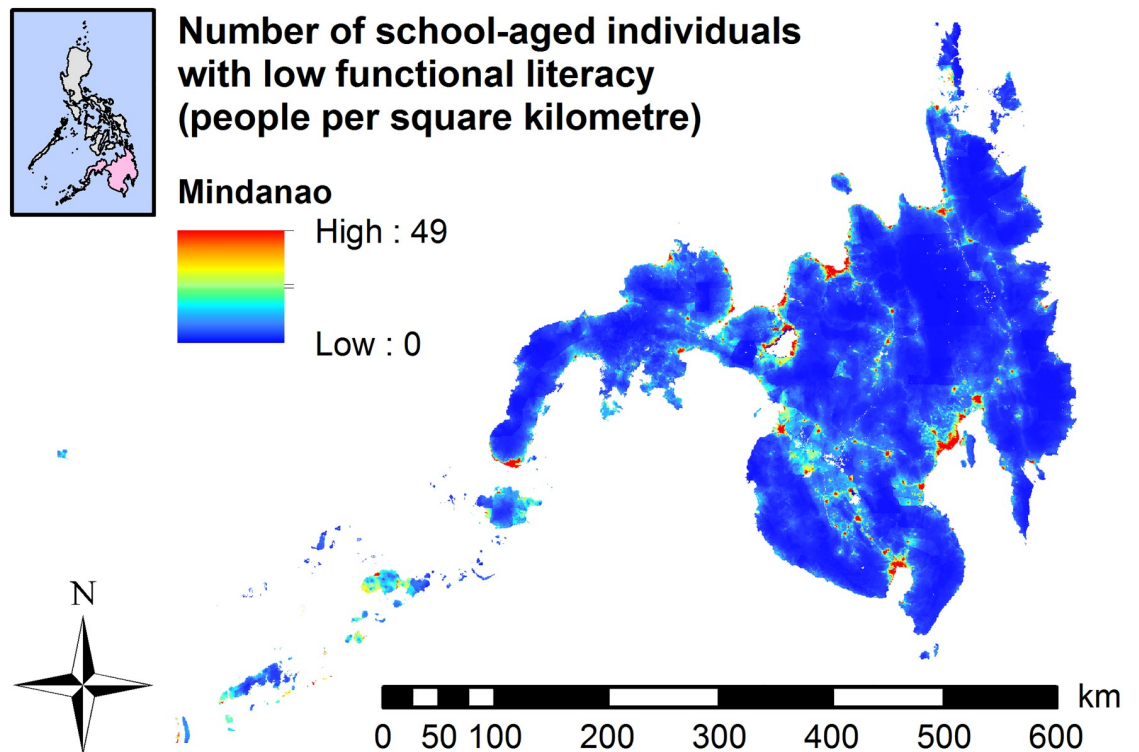 Number of school-aged individuals
with low functional literacy
(people per square kilometre)
Mindanao
High : 49
Low : 0
N
km
0 50 100 200 300 400 500 600